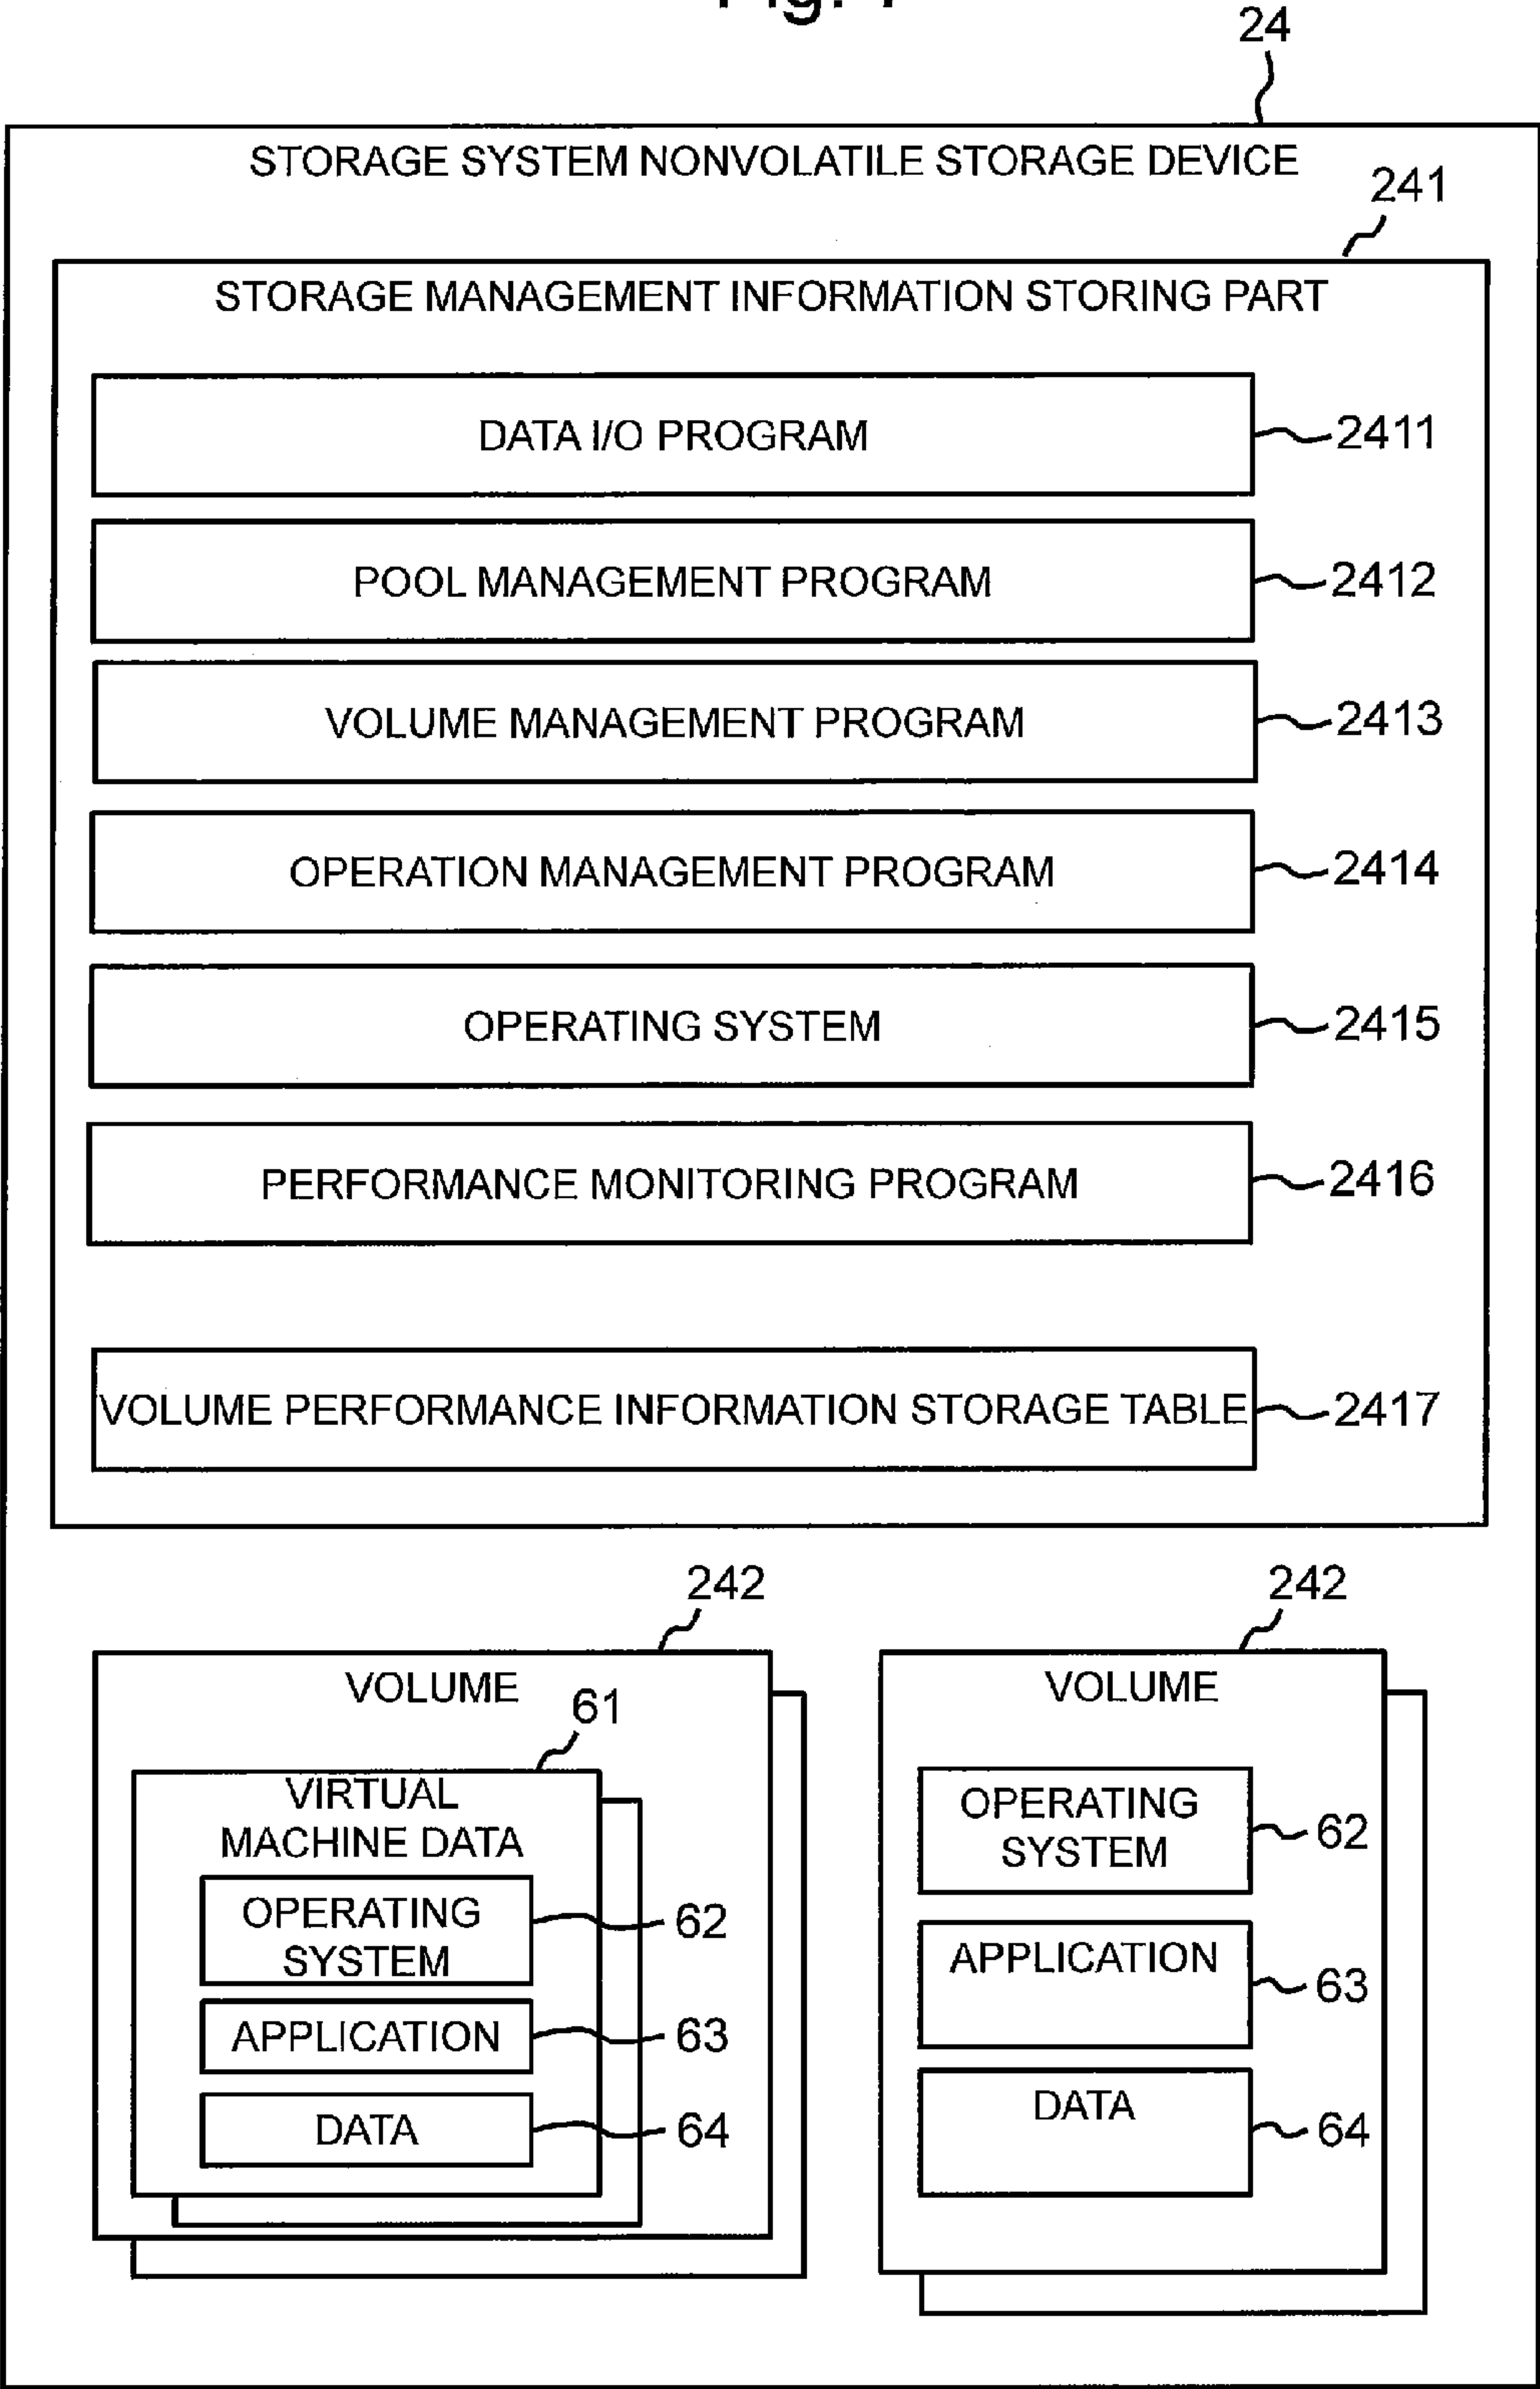 24
STORAGE SYSTEM NONVOLATILE STORAGE DEVICE
241
STORAGE MANAGEMENT INFORMATION STORING PART
DATA I/O PROGRAM
2411
POOL MANAGEMENT PROGRAM
2412
VOLUME MANAGEMENT PROGRAM
2413
OPERATION MANAGEMENT PROGRAM
2414
OPERATING SYSTEM
2415
PERFORMANCE MONITORING PROGRAM
2416
VOLUME PERFORMANCE INFORMATION STORAGE TABLE
2417
242
VOLUME
61
VIRTUAL
MACHINE DATA
OPERATING
SYSTEM
62
APPLICATION
63
DATA
64
242
VOLUME
OPERATING
SYSTEM
62
APPLICATION
63
DATA
64